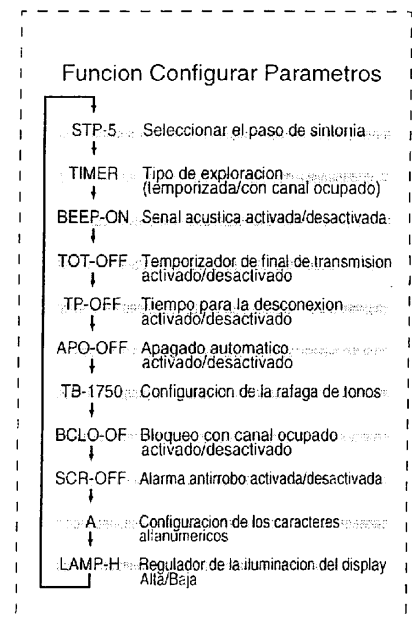 Funcion Configurar Parametros
STP-5 Seleccionar el paso de sintonia
TIMER Tipo de exploracion
(temporizada/con canal ocupado)
BEEP-ON Senal acustica activada/desactivada
TOT-OFF Temporizador de final de transmision
activado/desactivado
TP-OFF Tiempo para la desconexion
activado/desactivado
APO-OFF Apagado automatico
activado/desactivado
TB-1750 Configuracion de la rafaga de tonos
BCLO-OF Bloqueo con canal ocupado
activado/desactivado
SCR-OFF Alarma antirrobo activada/desactivada
A Configuracion de los caracteres
alfanumericos
LAMP-H Regulador de la iluminacion del display
Alta/Baja